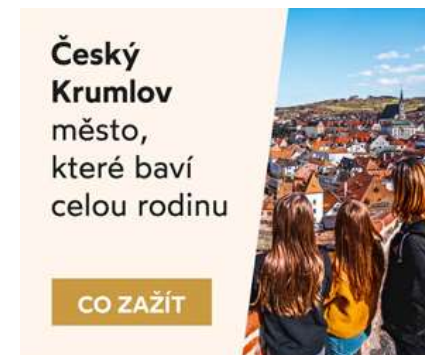 Český
Krumlov
město,
které baví
celou rodinu
CO ZAŽÍT